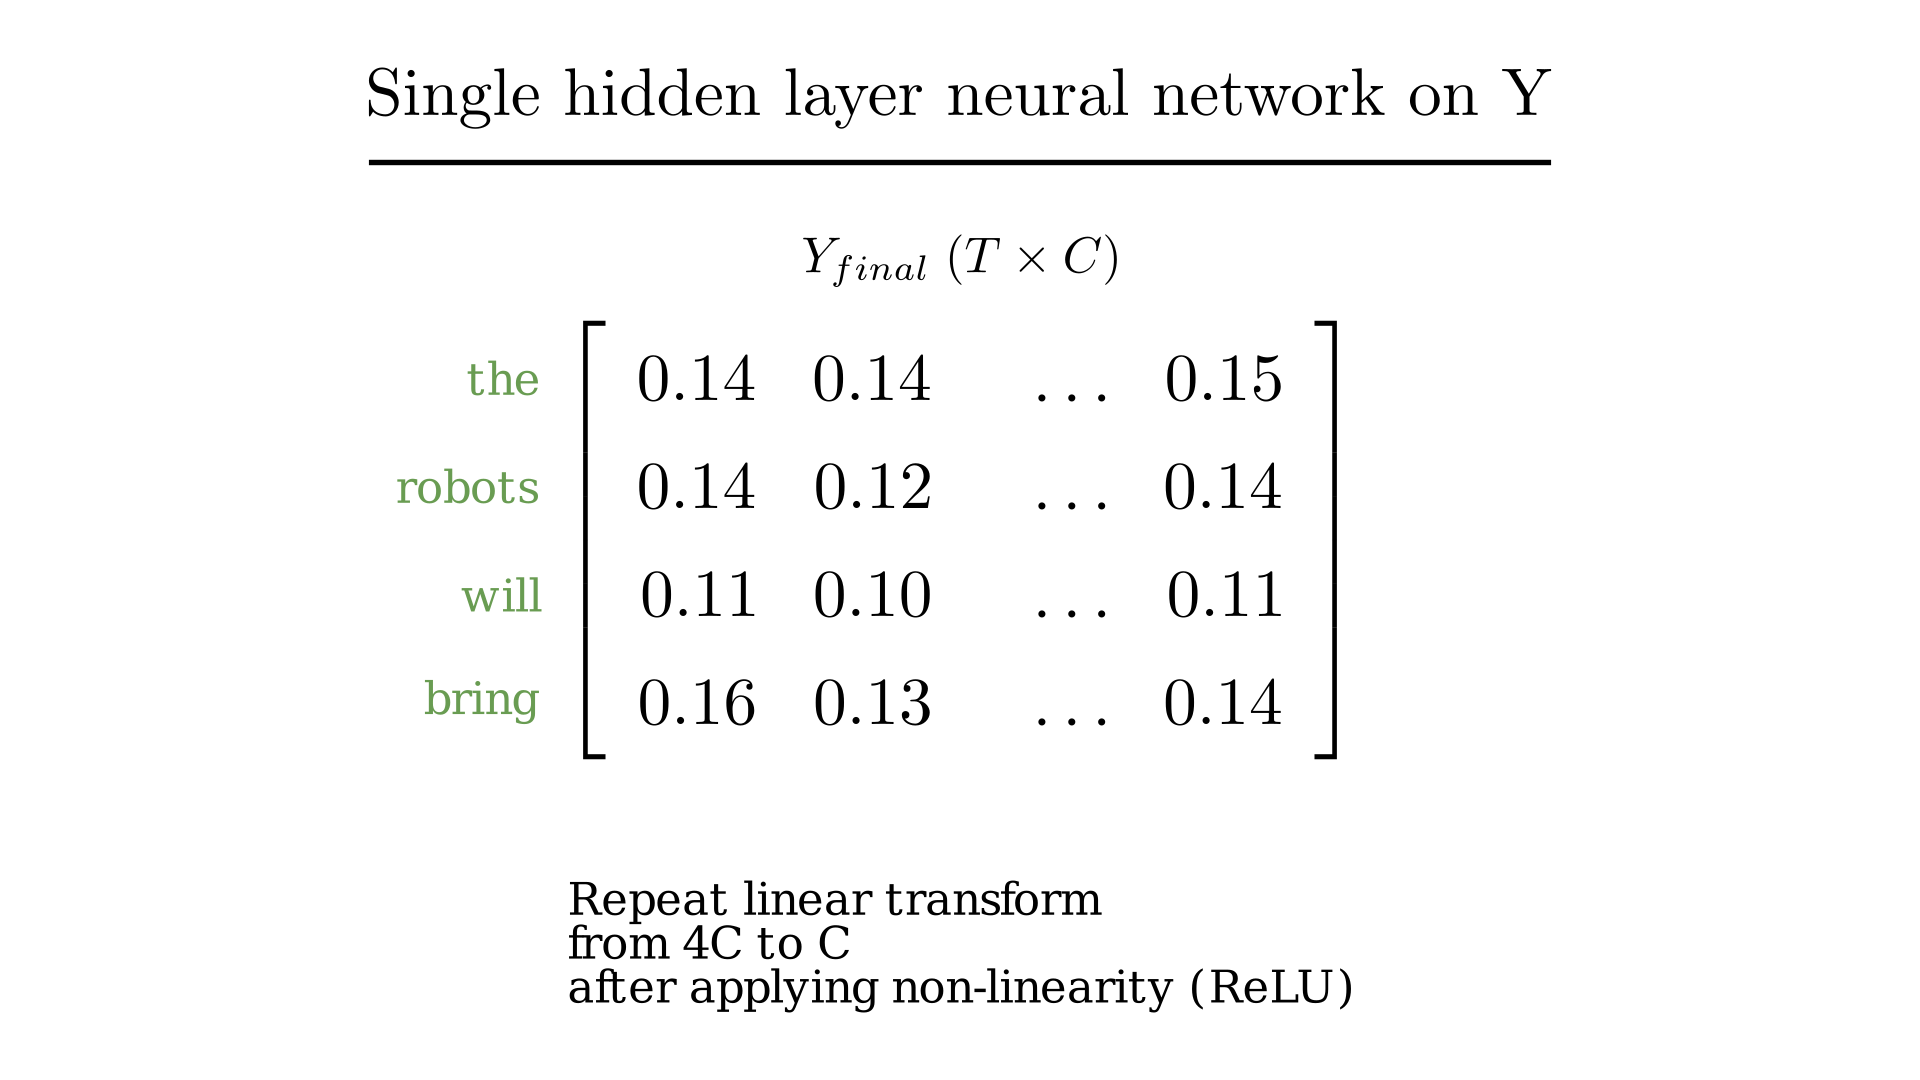 Single hidden layer neural network on Y
Y_{final} (T × C)
the 0.14 0.14 ... 0.15
robots 0.14 0.12 ... 0.14
will 0.11 0.10 ... 0.11
bring 0.16 0.13 ... 0.14
Repeat linear transform
from 4C to C
after applying non-linearity (ReLU)